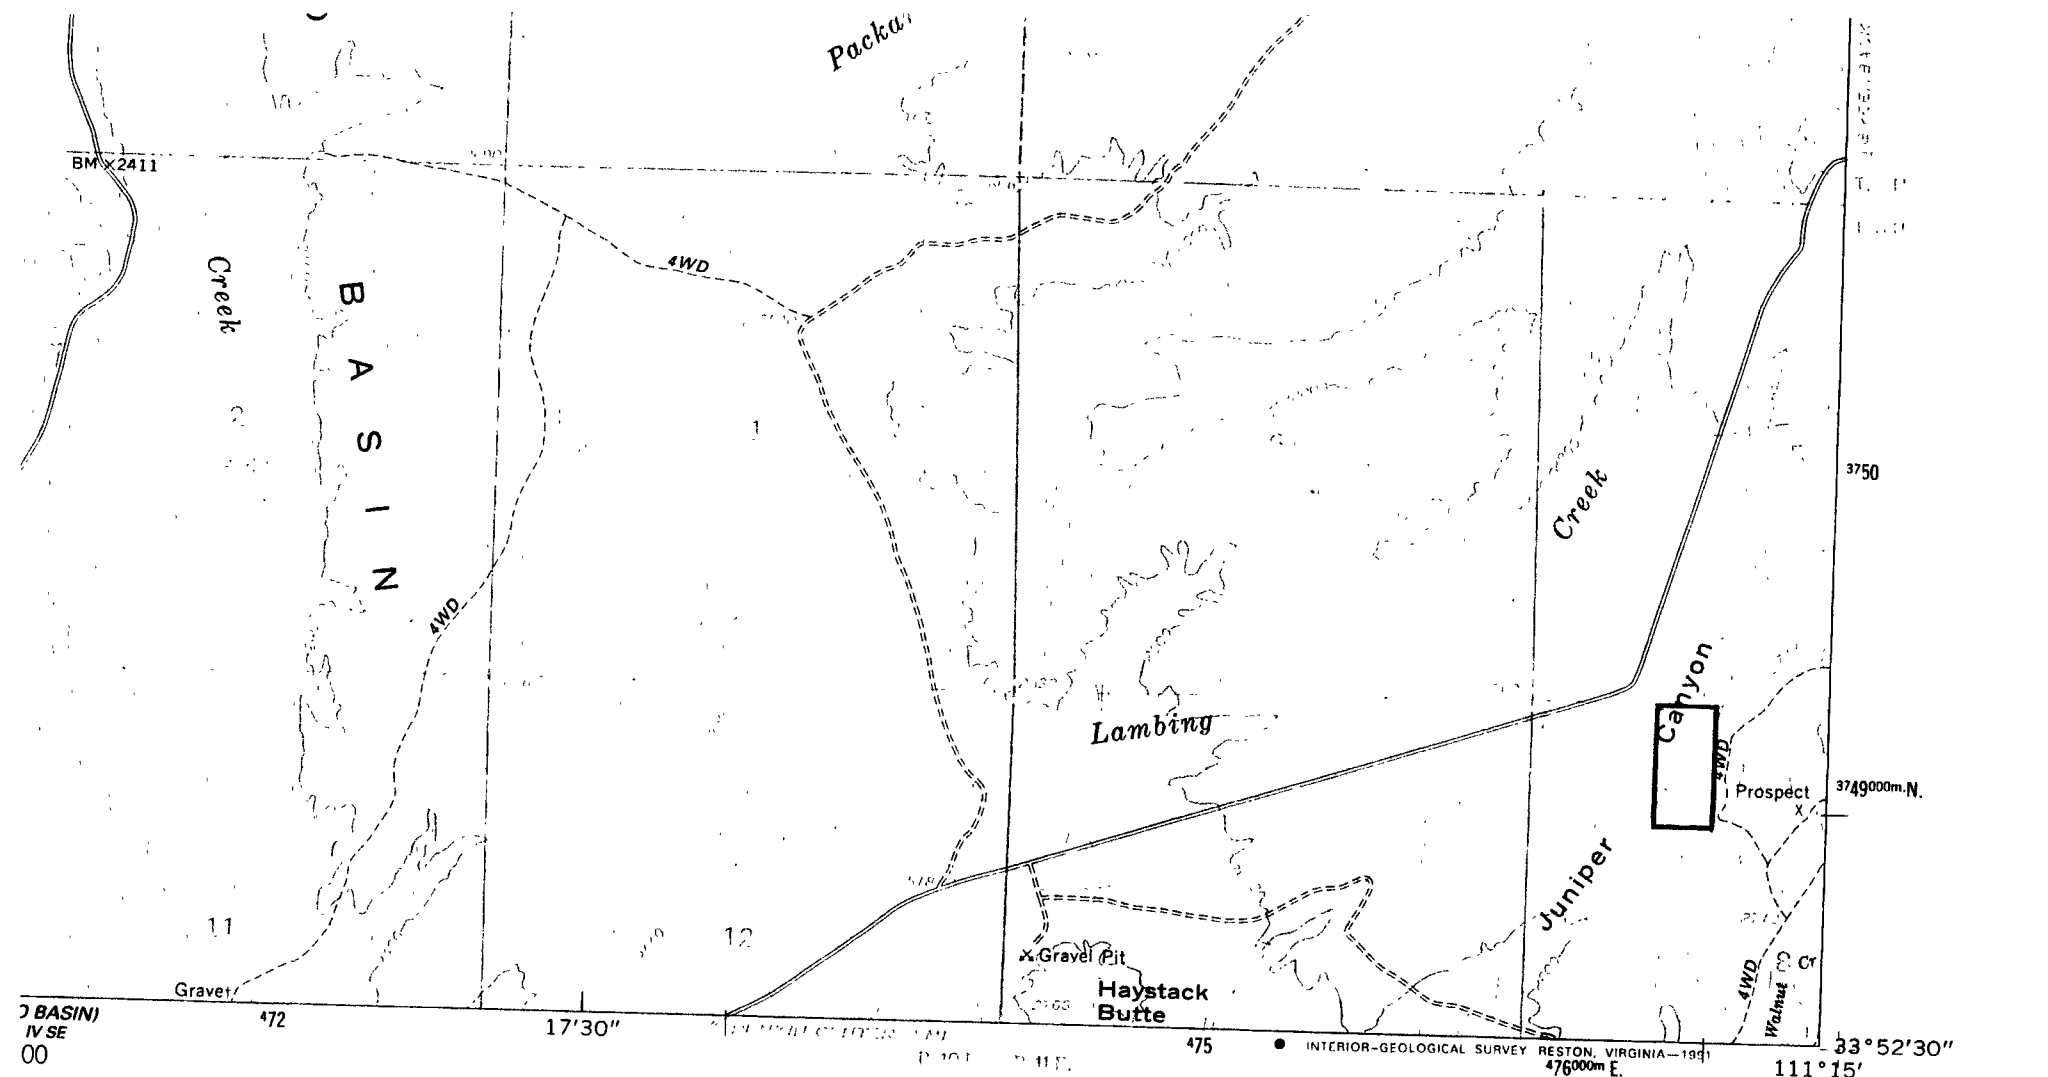 Packa
BM ×2411
Creek
BASIN
4WD
2
1
3750
Creek
4WD
Canyon
Lambing
4WD
Prospect
×
3749000m.N.
Juniper
11
12
× Gravel Pit
Cr
Walnut
4WD
Gravel
Haystack
Butte
BASIN)
IV SE
00
472
17'30"
475
INTERIOR-GEOLOGICAL SURVEY RESTON, VIRGINIA-1991
476000m E.
33°52'30"
111°15'